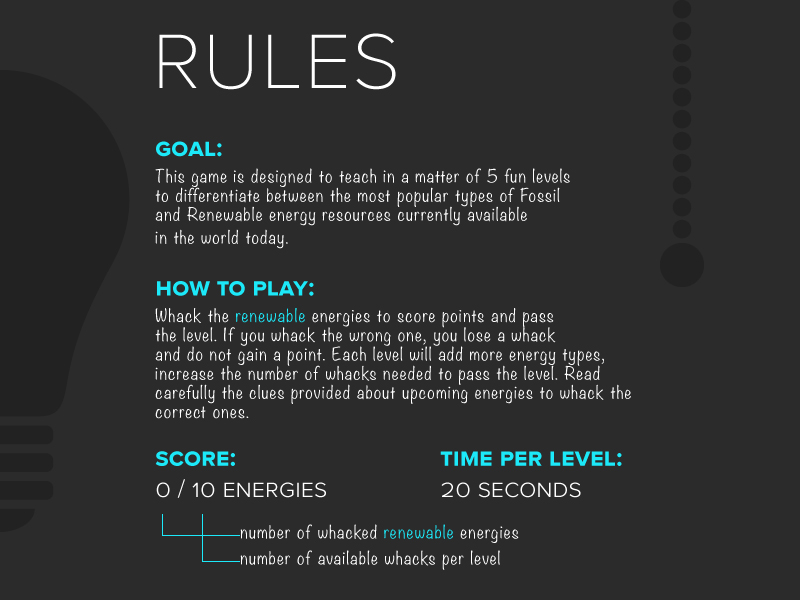 RULES
GOAL:
This game is designed to teach in a matter of 5 fun levels
to differentiate between the most popular types of Fossil
and Renewable energy resources currently available
in the world today.
HOW TO PLAY:
Whack the renewable energies to score points and pass
the level. If you whack the wrong one, you lose a whack
and do not gain a point. Each level will add more energy types,
increase the number of whacks needed to pass the level. Read
carefully the clues provided about upcoming energies to whack the
correct ones.
SCORE:
0 / 10 ENERGIES
number of whacked renewable energies
number of available whacks per level
TIME PER LEVEL:
20 SECONDS